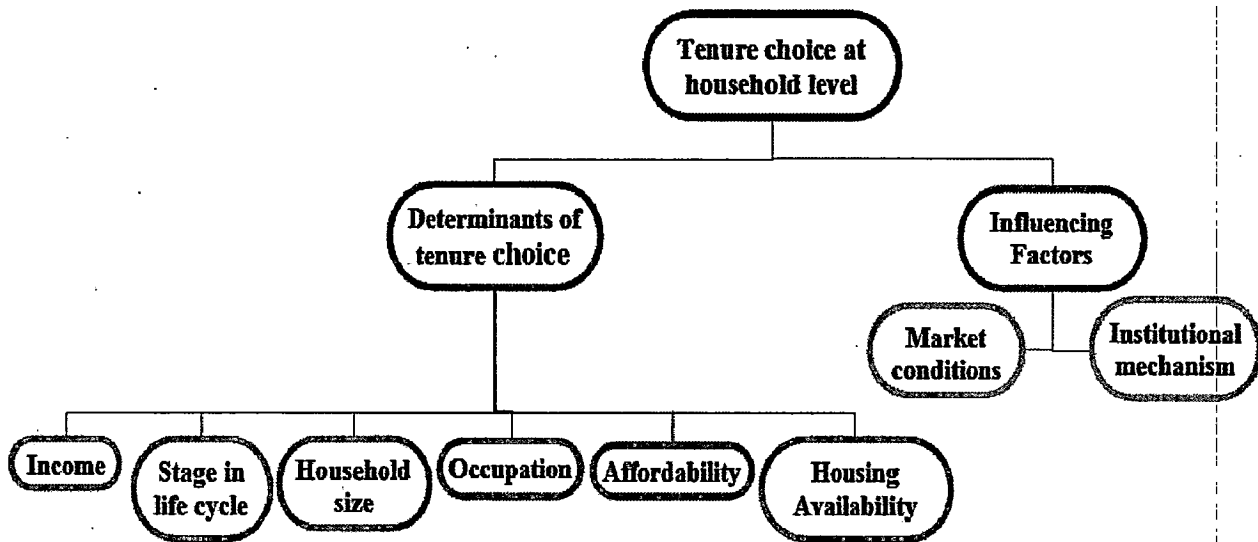 Tenure choice at
household level
Determinants of
tenure choice
Influencing
Factors
Market
conditions
Institutional
mechanism
Income
Stage in
life cycle
Household
size
Occupation
Affordability
Housing
Availability